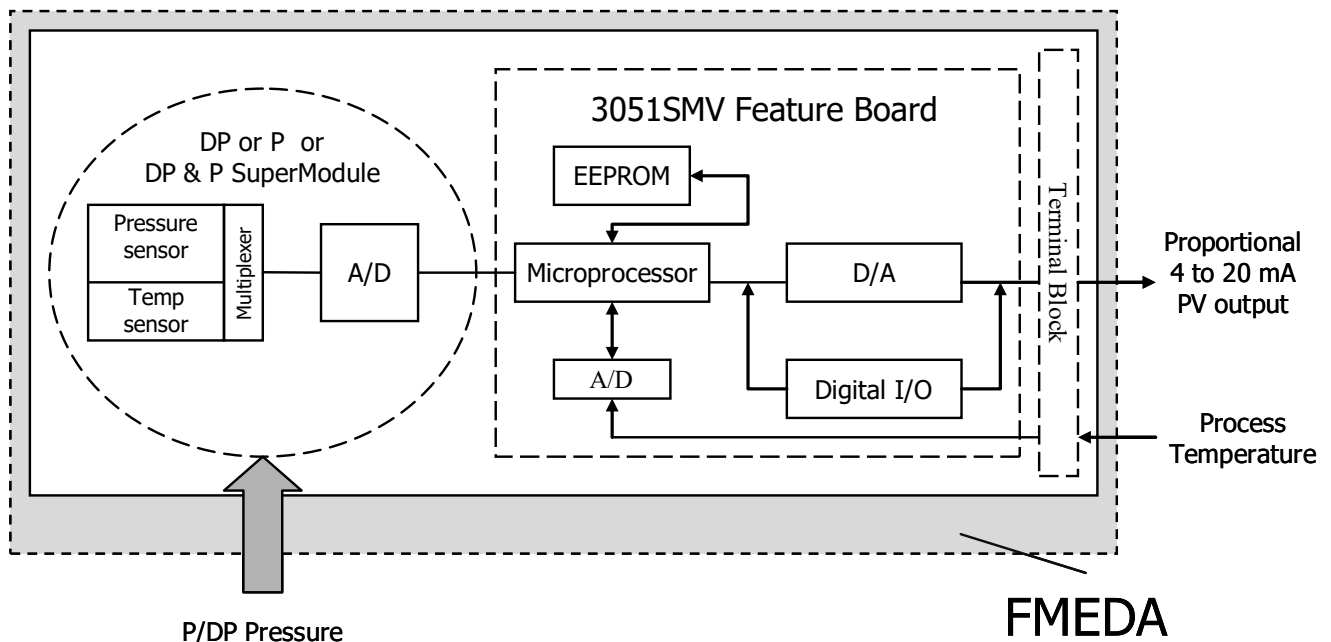 3051SMV Feature Board
DP or P or
DP & P SuperModule
Pressure
sensor
Temp
sensor
Multiplexer
A/D
EEPROM
Microprocessor
D/A
A/D
Digital I/O
Terminal Block
Proportional
4 to 20 mA
PV output
Process
Temperature
P/DP Pressure
FMEDA